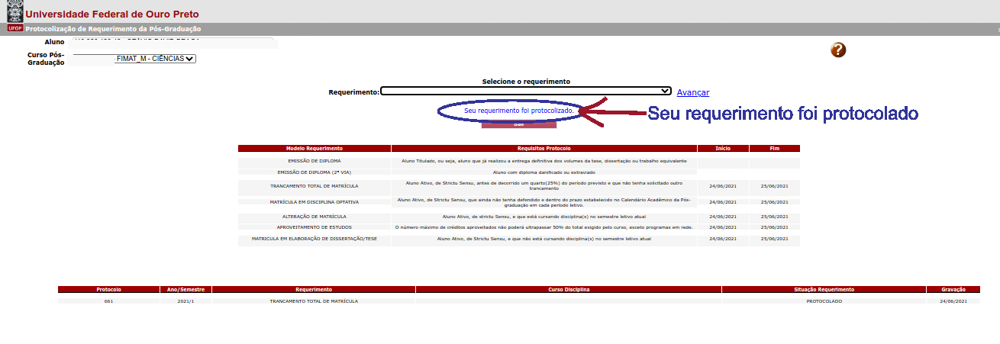 Universidade Federal de Ouro Preto
UFOP Protocolização de Requerimento da Pós-Graduação
Aluno
Curso Pós-Graduação - FIMAT_M - CIÊNCIAS
?
Selecione o requerimento
Requerimento: Avançar
Seu requerimento foi protocolizado.
Seu requerimento foi protocolado
Modelo Requerimento Requisitos Protocolo Início Fim
EMISSÃO DE DIPLOMA Aluno Titulado, ou seja, aluno que já realizou a entrega definitiva dos volumes da tese, dissertação ou trabalho equivalente
EMISSÃO DE DIPLOMA (2ª VIA) Aluno com diploma danificado ou extraviado
TRANCAMENTO TOTAL DE MATRÍCULA Aluno Ativo, de Strictu Sensu, antes de decorrido um quarto(25%) do período previsto e que não tenha solicitado outro trancamento 24/06/2021 25/06/2021
MATRÍCULA EM DISCIPLINA OPTATIVA Aluno Ativo, de Strictu Sensu, que ainda não tenha defendido e dentro do prazo estabelecido no Calendário Acadêmico da Pós-graduação em cada período letivo. 24/06/2021 25/06/2021
ALTERAÇÃO DE MATRÍCULA Aluno Ativo, de strictu Sensu, e que está cursando disciplina(s) no semestre letivo atual 24/06/2021 25/06/2021
APROVEITAMENTO DE ESTUDOS O número máximo de créditos aproveitados não poderá ultrapassar 50% do total exigido pelo curso, exceto programas em rede. 24/06/2021 25/06/2021
MATRICULA EM ELABORAÇÃO DE DISSERTAÇÃO/TESE Aluno Ativo, de Strictu Sensu, e que não está cursando disciplina(s) no semestre letivo atual 24/06/2021 25/06/2021
Protocolo Ano/Semestre Requerimento Curso Disciplina Situação Requerimento Gravação
661 2021/1 TRANCAMENTO TOTAL DE MATRÍCULA PROTOCOLADO 24/06/2021